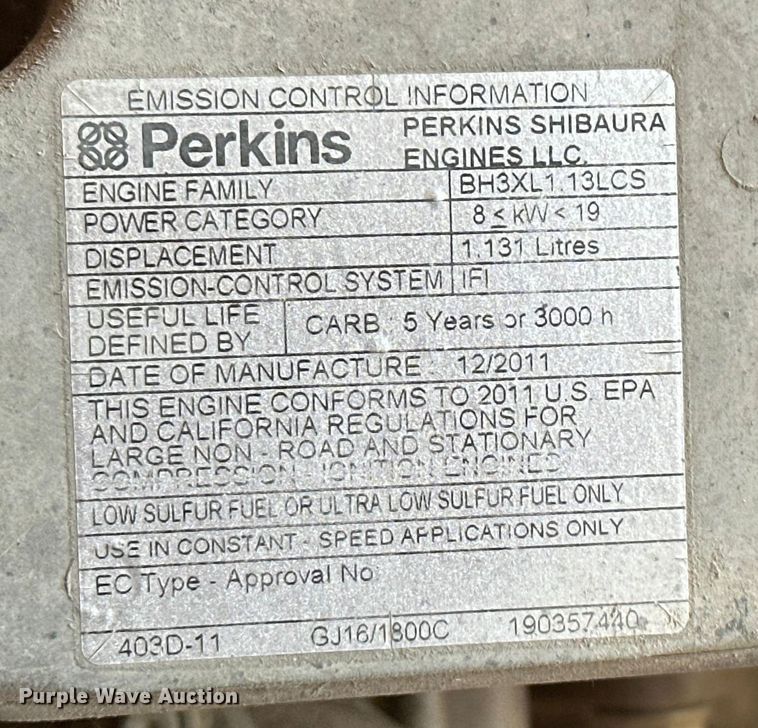 EMISSION CONTROL INFORMATION
Perkins PERKINS SHIBAURA
ENGINES LLC.
ENGINE FAMILY BH3XL1.13LCS
POWER CATEGORY 8 ≤ kW < 19
DISPLACEMENT 1.131 Litres
EMISSION-CONTROL SYSTEM IFI
USEFUL LIFE
DEFINED BY CARB 5 Years or 3000 h
DATE OF MANUFACTURE 12/2011
THIS ENGINE CONFORMS TO 2011 U.S. EPA
AND CALIFORNIA REGULATIONS FOR
LARGE NON - ROAD AND STATIONARY
COMPRESSION - IGNITION ENGINES
LOW SULFUR FUEL OR ULTRA LOW SULFUR FUEL ONLY
USE IN CONSTANT - SPEED APPLICATIONS ONLY
EC Type - Approval No
403D-11 GJ16/1800C 190357440
Purple Wave Auction